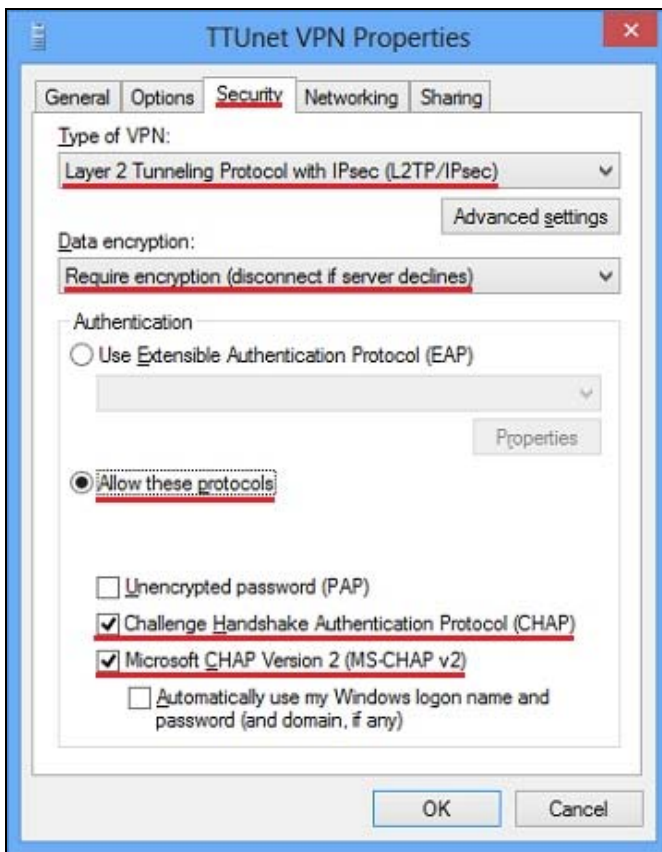 TTUnet VPN Properties
General Options Security Networking Sharing
Type of VPN:
Layer 2 Tunneling Protocol with IPsec (L2TP/IPsec)
Advanced settings
Data encryption:
Require encryption (disconnect if server declines)
Authentication
Use Extensible Authentication Protocol (EAP)
Properties
Allow these protocols
Unencrypted password (PAP)
Challenge Handshake Authentication Protocol (CHAP)
Microsoft CHAP Version 2 (MS-CHAP v2)
Automatically use my Windows logon name and
password (and domain, if any)
OK Cancel